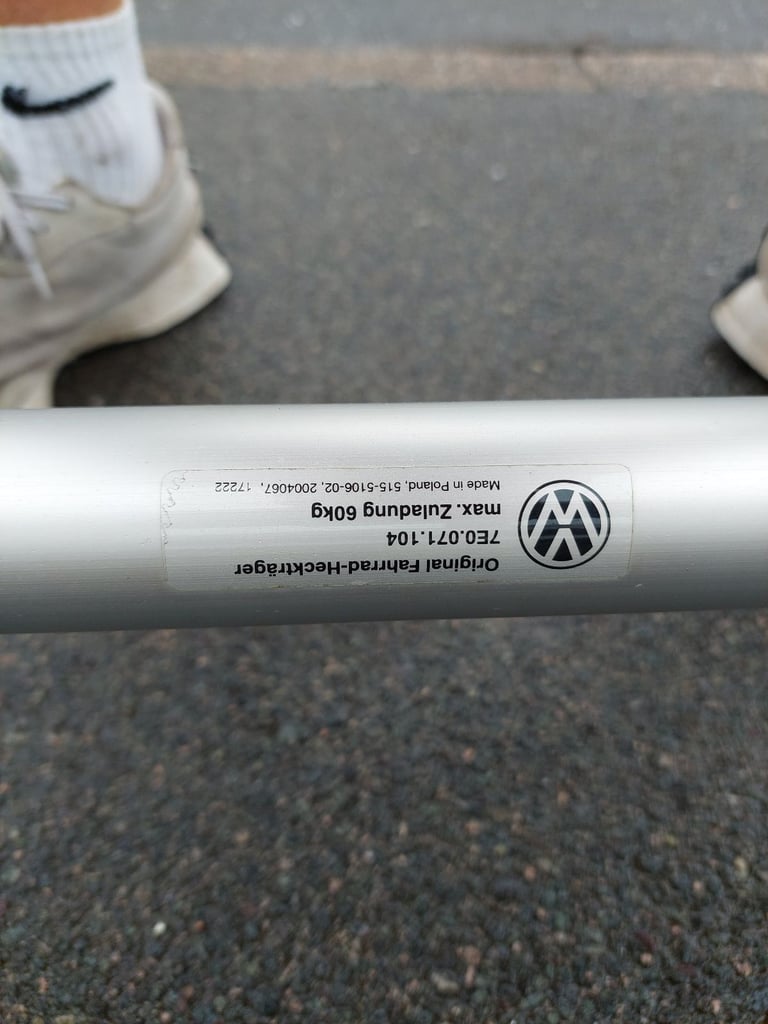 Original Fahrrad-Heckträger
7E0.071.104
max. Zuladung 60kg
Made in Poland, 515-5106-02, 2004067, 17222